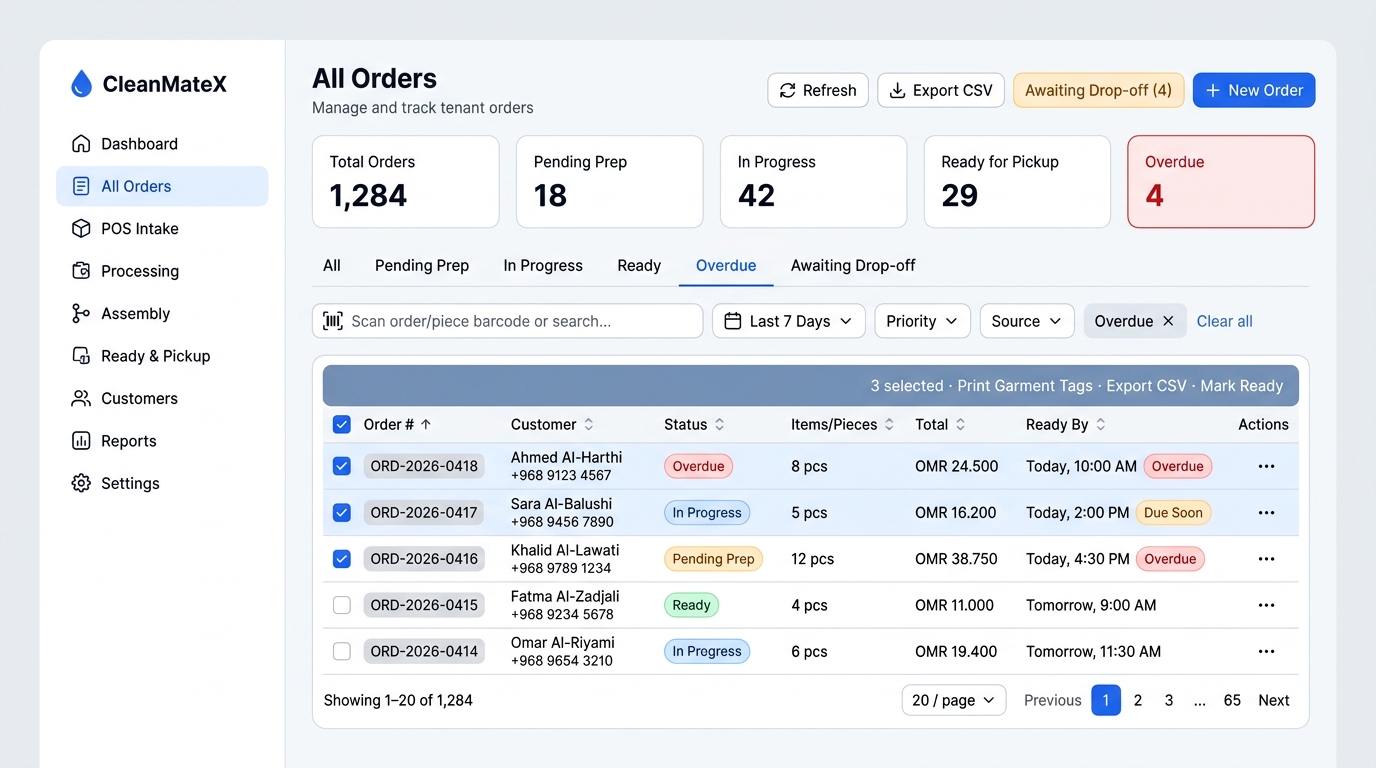 CleanMateX
Dashboard
All Orders
POS Intake
Processing
Assembly
Ready & Pickup
Customers
Reports
Settings
All Orders
Manage and track tenant orders
Refresh
Export CSV
Awaiting Drop-off (4)
+ New Order
Total Orders
1,284
Pending Prep
18
In Progress
42
Ready for Pickup
29
Overdue
4
All Pending Prep In Progress Ready Overdue Awaiting Drop-off
Scan order/piece barcode or search... Last 7 Days Priority Source Overdue × Clear all
3 selected · Print Garment Tags · Export CSV · Mark Ready
Order # ↑ Customer Status Items/Pieces Total Ready By Actions
ORD-2026-0418 Ahmed Al-Harthi Overdue 8 pcs OMR 24.500 Today, 10:00 AM Overdue ...
+968 9123 4567
ORD-2026-0417 Sara Al-Balushi In Progress 5 pcs OMR 16.200 Today, 2:00 PM Due Soon ...
+968 9456 7890
ORD-2026-0416 Khalid Al-Lawati Pending Prep 12 pcs OMR 38.750 Today, 4:30 PM Overdue ...
+968 9789 1234
ORD-2026-0415 Fatma Al-Zadjali Ready 4 pcs OMR 11.000 Tomorrow, 9:00 AM ...
+968 9234 5678
ORD-2026-0414 Omar Al-Riyami In Progress 6 pcs OMR 19.400 Tomorrow, 11:30 AM ...
+968 9654 3210
Showing 1–20 of 1,284 20 / page Previous 1 2 3 ... 65 Next